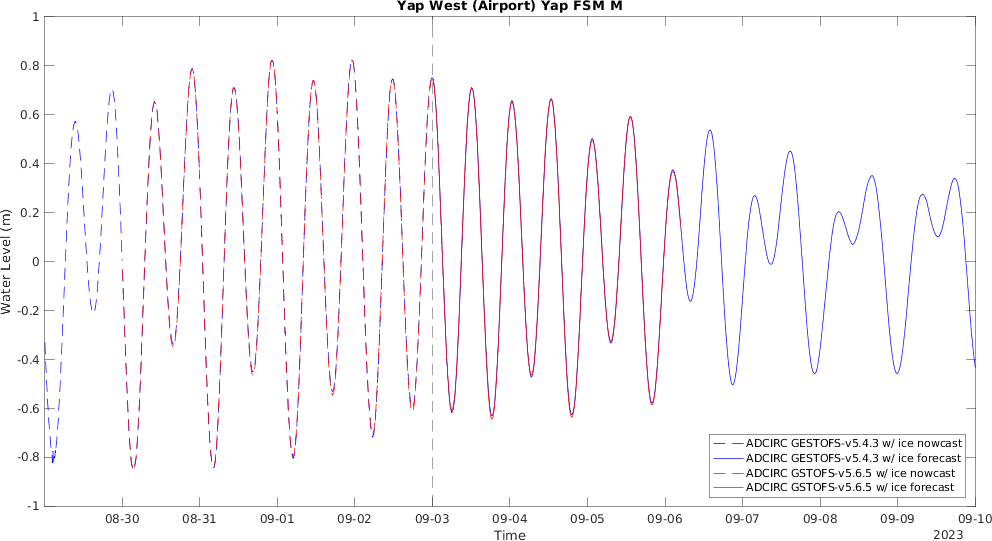 Yap West (Airport) Yap FSM M
1
0.8
0.6
0.4
0.2
0
-0.2
-0.4
-0.6
-0.8
-1
Water Level (m)
ADCIRC GESTOFS-v5.4.3 w/ ice nowcast
ADCIRC GESTOFS-v5.4.3 w/ ice forecast
ADCIRC GSTOFS-v5.6.5 w/ ice nowcast
ADCIRC GSTOFS-v5.6.5 w/ ice forecast
08-30 08-31 09-01 09-02 09-03 09-04 09-05 09-06 09-07 09-08 09-09 09-10
Time
2023